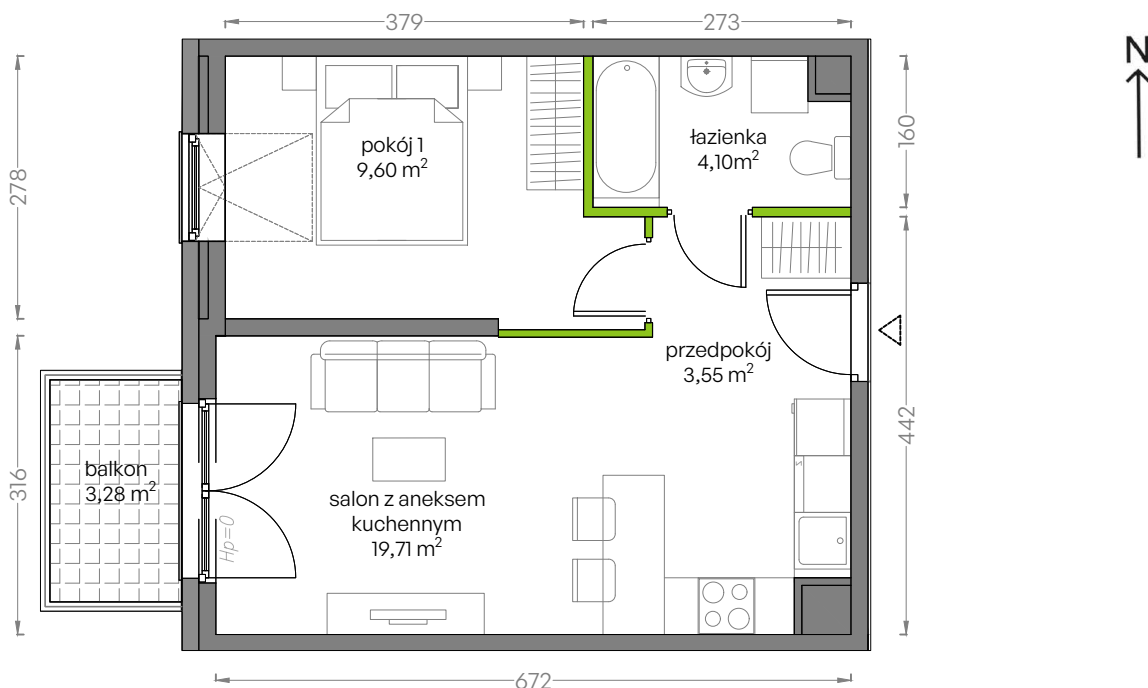 379
273
N
pokój 1
9,60 m²
łazienka
4,10m²
160
278
przedpokój
3,55 m²
442
316
balkon
3,28 m²
salon z aneksem
kuchennym
19,71 m²
Hp=0
672